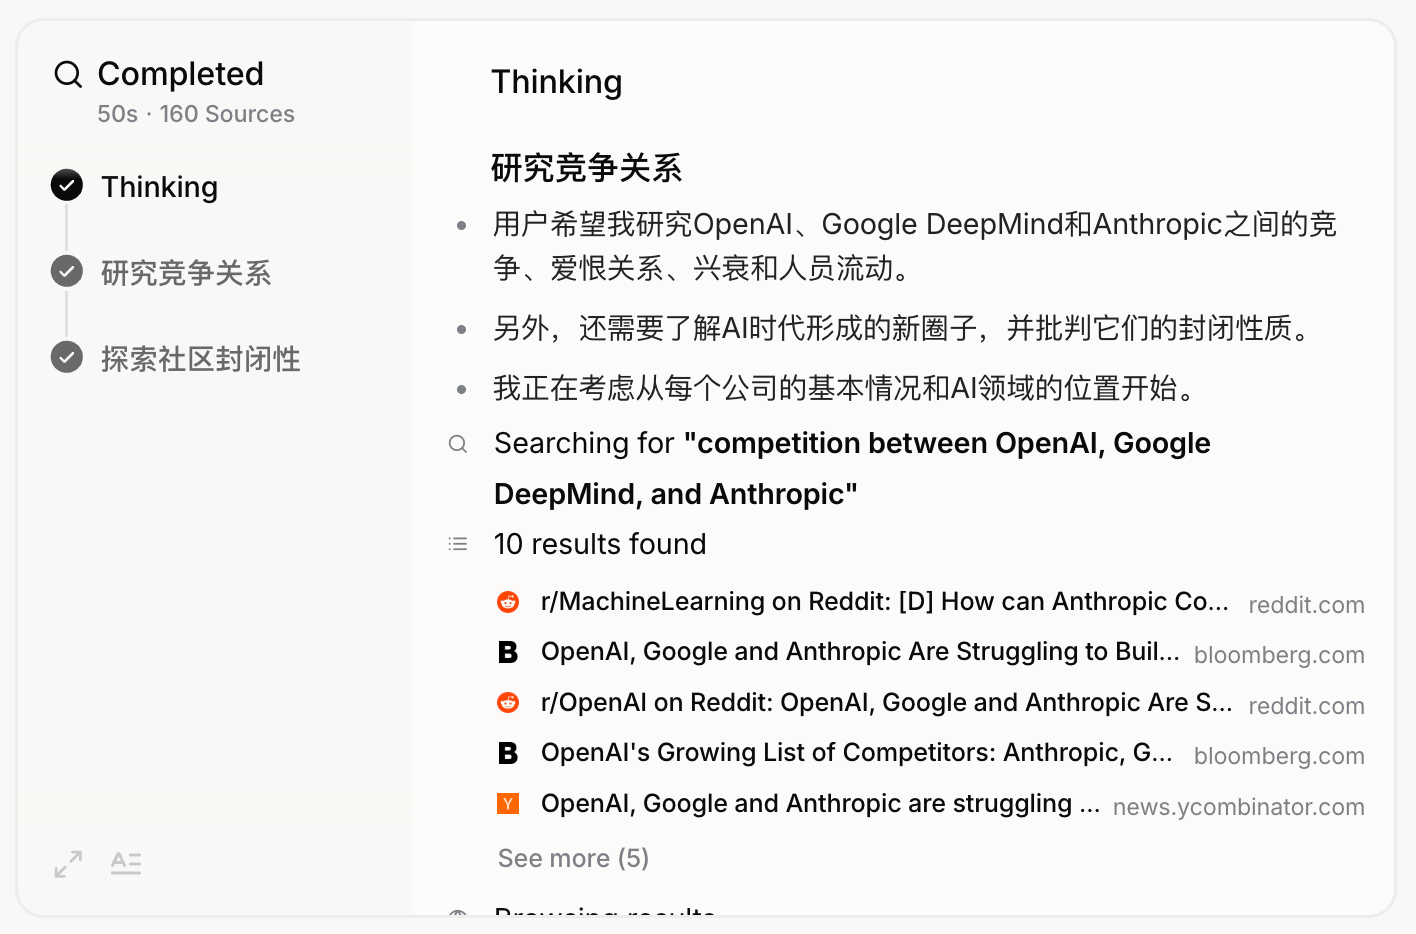 Completed
50s · 160 Sources
Thinking
研究竞争关系
探索社区封闭性
Thinking
研究竞争关系
用户希望我研究OpenAI、Google DeepMind和Anthropic之间的竞
争、爱恨关系、兴衰和人员流动。
另外，还需要了解AI时代形成的新圈子，并批判它们的封闭性质。
我正在考虑从每个公司的基本情况和AI领域的位置开始。
Searching for "competition between OpenAI, Google
DeepMind, and Anthropic"
10 results found
r/MachineLearning on Reddit: [D] How can Anthropic Co... reddit.com
OpenAI, Google and Anthropic Are Struggling to Buil... bloomberg.com
r/OpenAI on Reddit: OpenAI, Google and Anthropic Are S... reddit.com
OpenAI's Growing List of Competitors: Anthropic, G... bloomberg.com
OpenAI, Google and Anthropic are struggling ... news.ycombinator.com
See more (5)
Browsing results